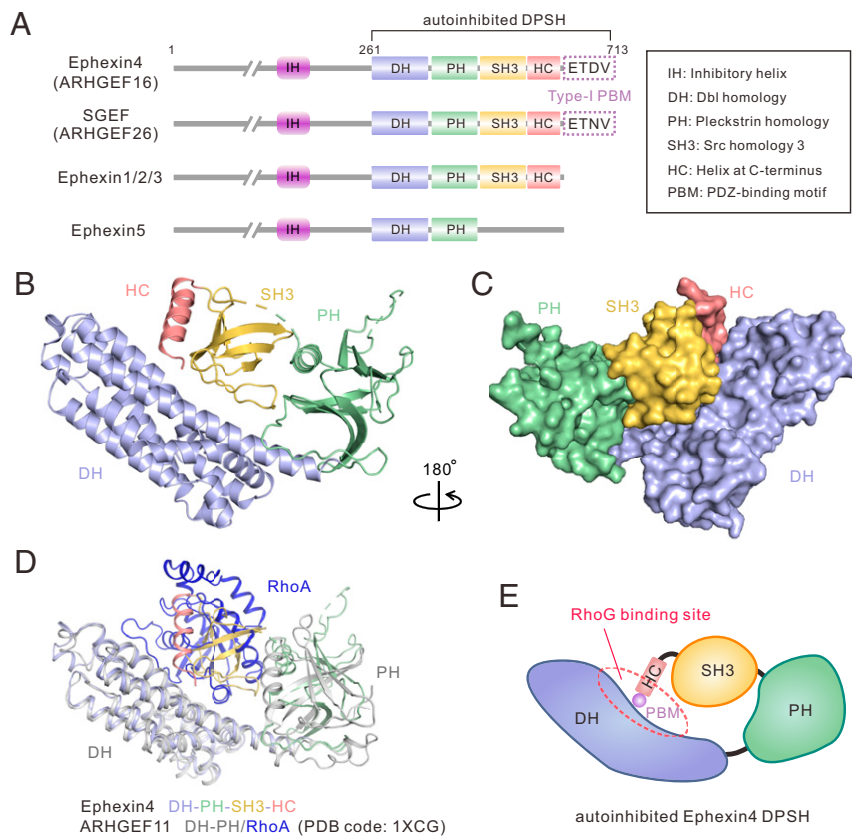 A
autoinhibited DPSH
1
261
713
Ephexin4
(ARHGEF16)
IH
DH
PH
SH3
HC
ETDV
Type-I PBM
SGEF
(ARHGEF26)
IH
DH
PH
SH3
HC
ETNV
Ephexin1/2/3
IH
DH
PH
SH3
HC
Ephexin5
IH
DH
PH
IH: Inhibitory helix
DH: Dbl homology
PH: Pleckstrin homology
SH3: Src homology 3
HC: Helix at C-terminus
PBM: PDZ-binding motif
B
HC
SH3
PH
DH
180°
C
PH
SH3
HC
DH
D
RhoA
PH
DH
Ephexin4 DH-PH-SH3-HC
ARHGEF11 DH-PH/RhoA (PDB code: 1XCG)
E
RhoG binding site
HC
SH3
PBM
DH
PH
autoinhibited Ephexin4 DPSH